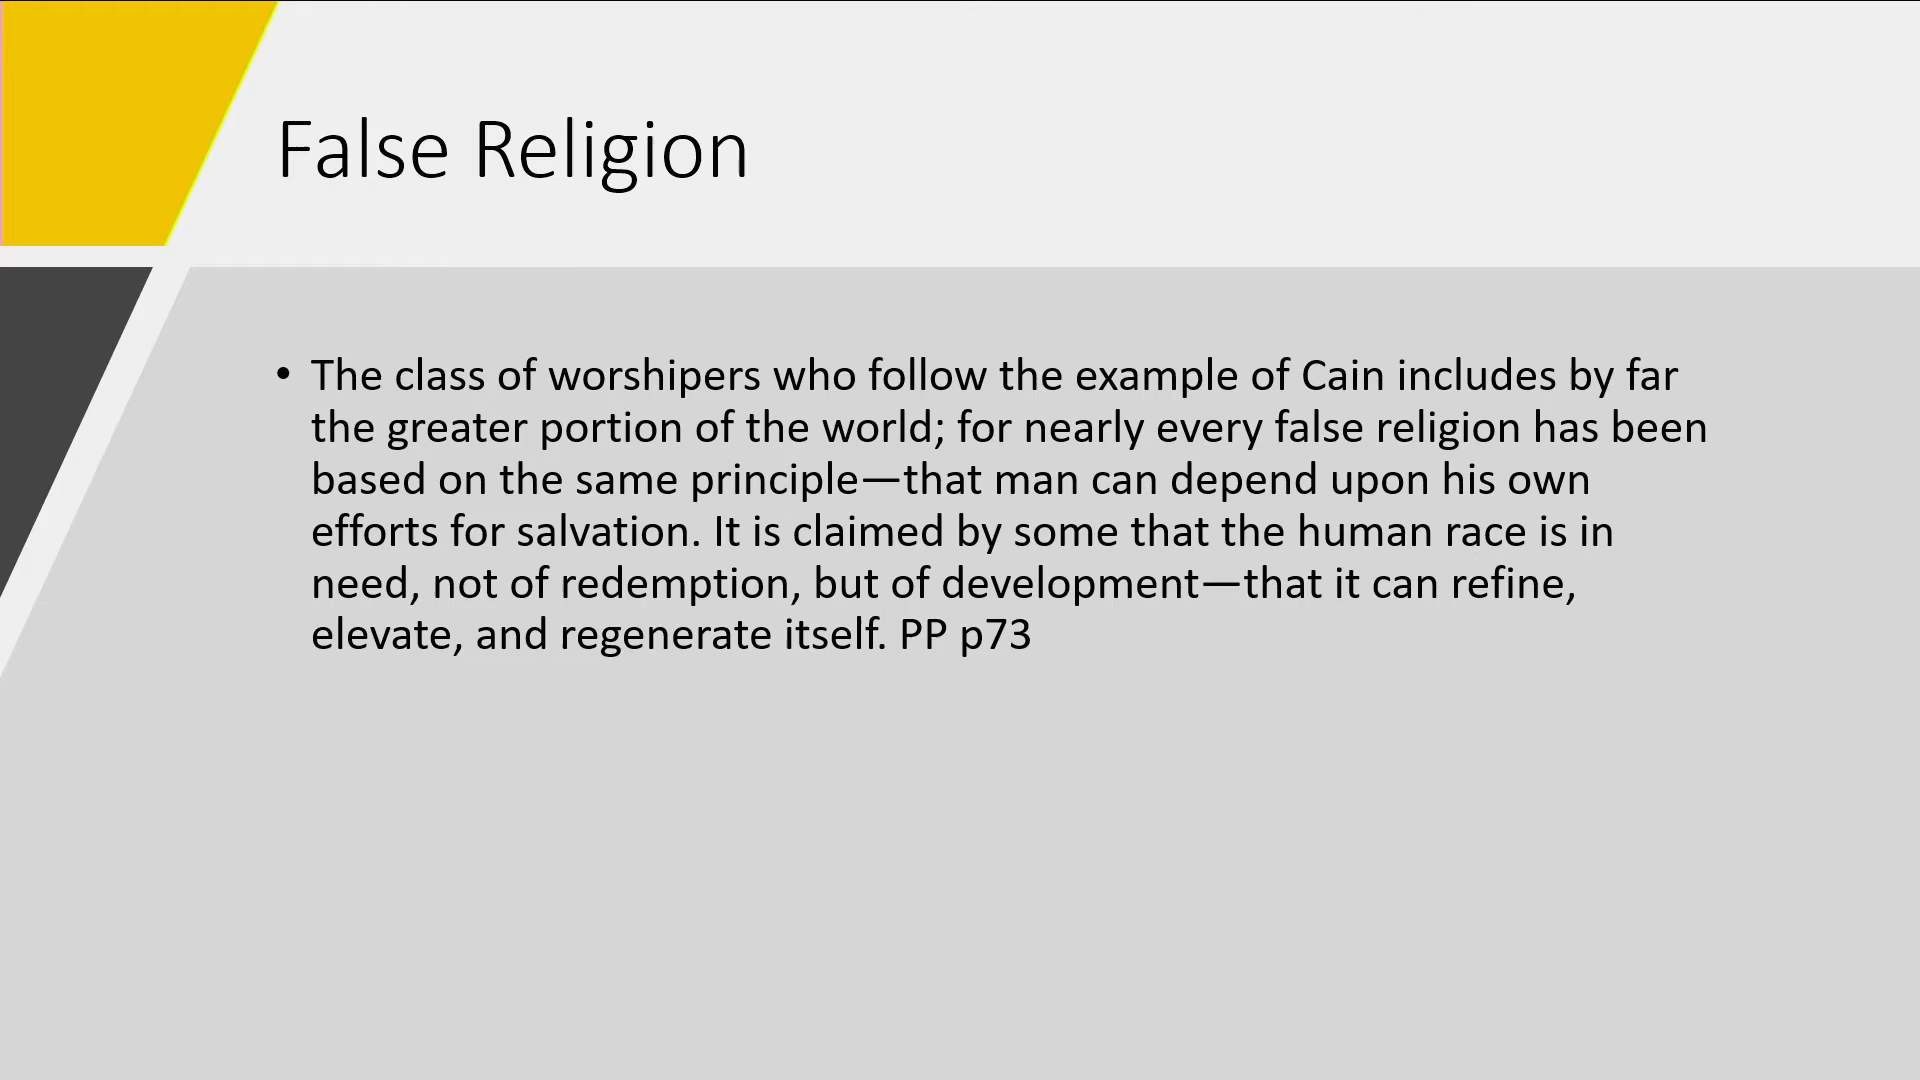 False Religion
• The class of worshipers who follow the example of Cain includes by far
the greater portion of the world; for nearly every false religion has been
based on the same principle—that man can depend upon his own
efforts for salvation. It is claimed by some that the human race is in
need, not of redemption, but of development—that it can refine,
elevate, and regenerate itself. PP p73